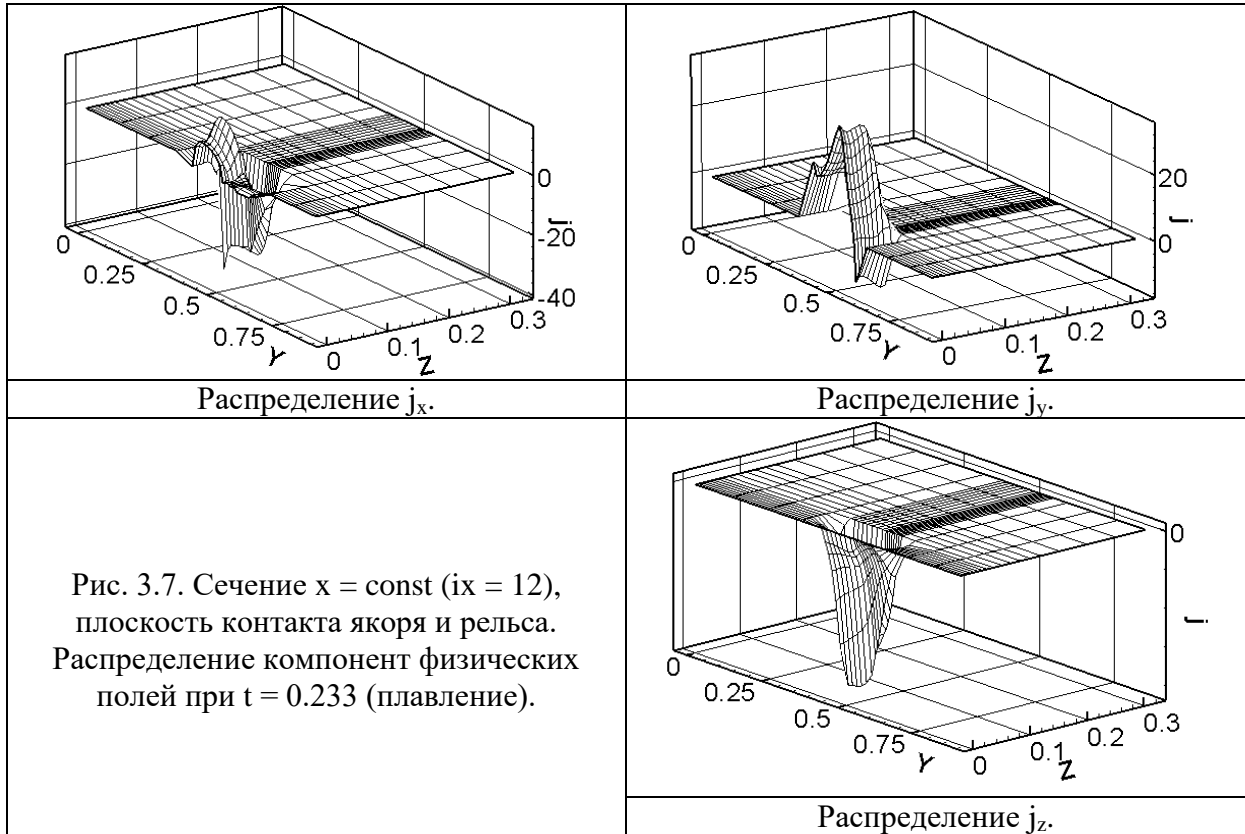 0
-20
-40
j
0
0.25
0.5
0.75
Y
0
0.1
0.2
0.3
Z
Распределение jₓ.
20
0
j
0
0.25
0.5
0.75
Y
0
0.1
0.2
0.3
Z
Распределение jᵧ.
Рис. 3.7. Сечение x = const (ix = 12),
плоскость контакта якоря и рельса.
Распределение компонент физических
полей при t = 0.233 (плавление).
0
j
0
0.25
0.5
0.75
Y
0
0.1
0.2
0.3
Z
Распределение j_z.